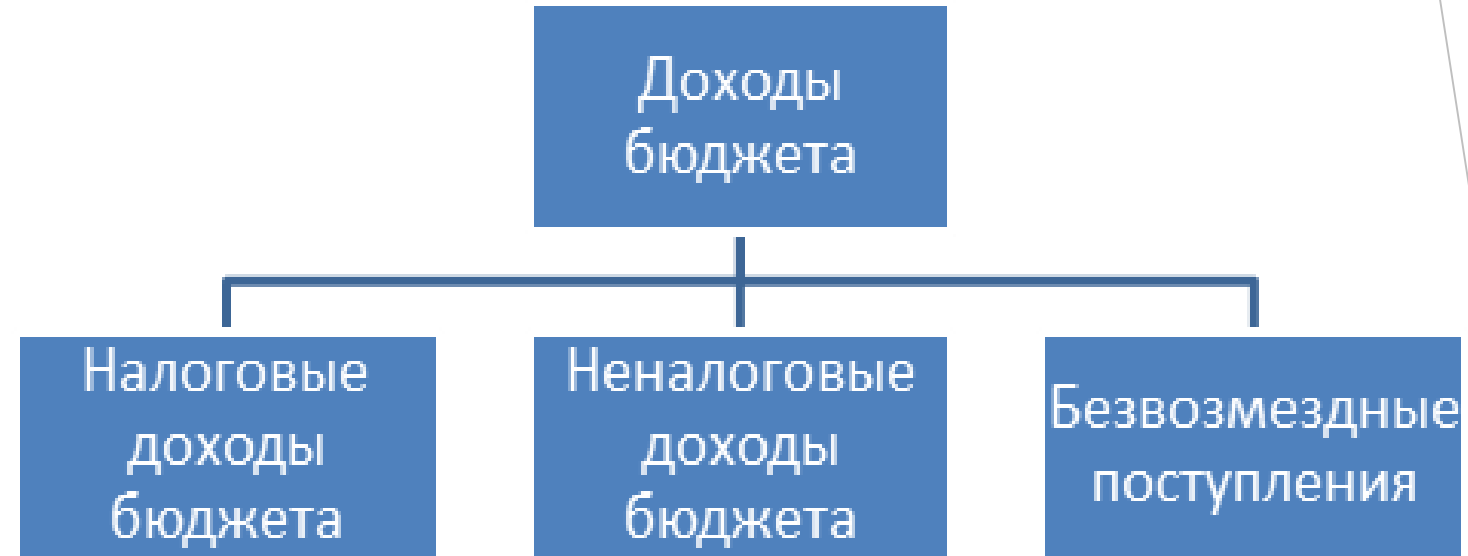 Доходы
бюджета
Налоговые
доходы
бюджета
Неналоговые
доходы
бюджета
Безвозмездные
поступления